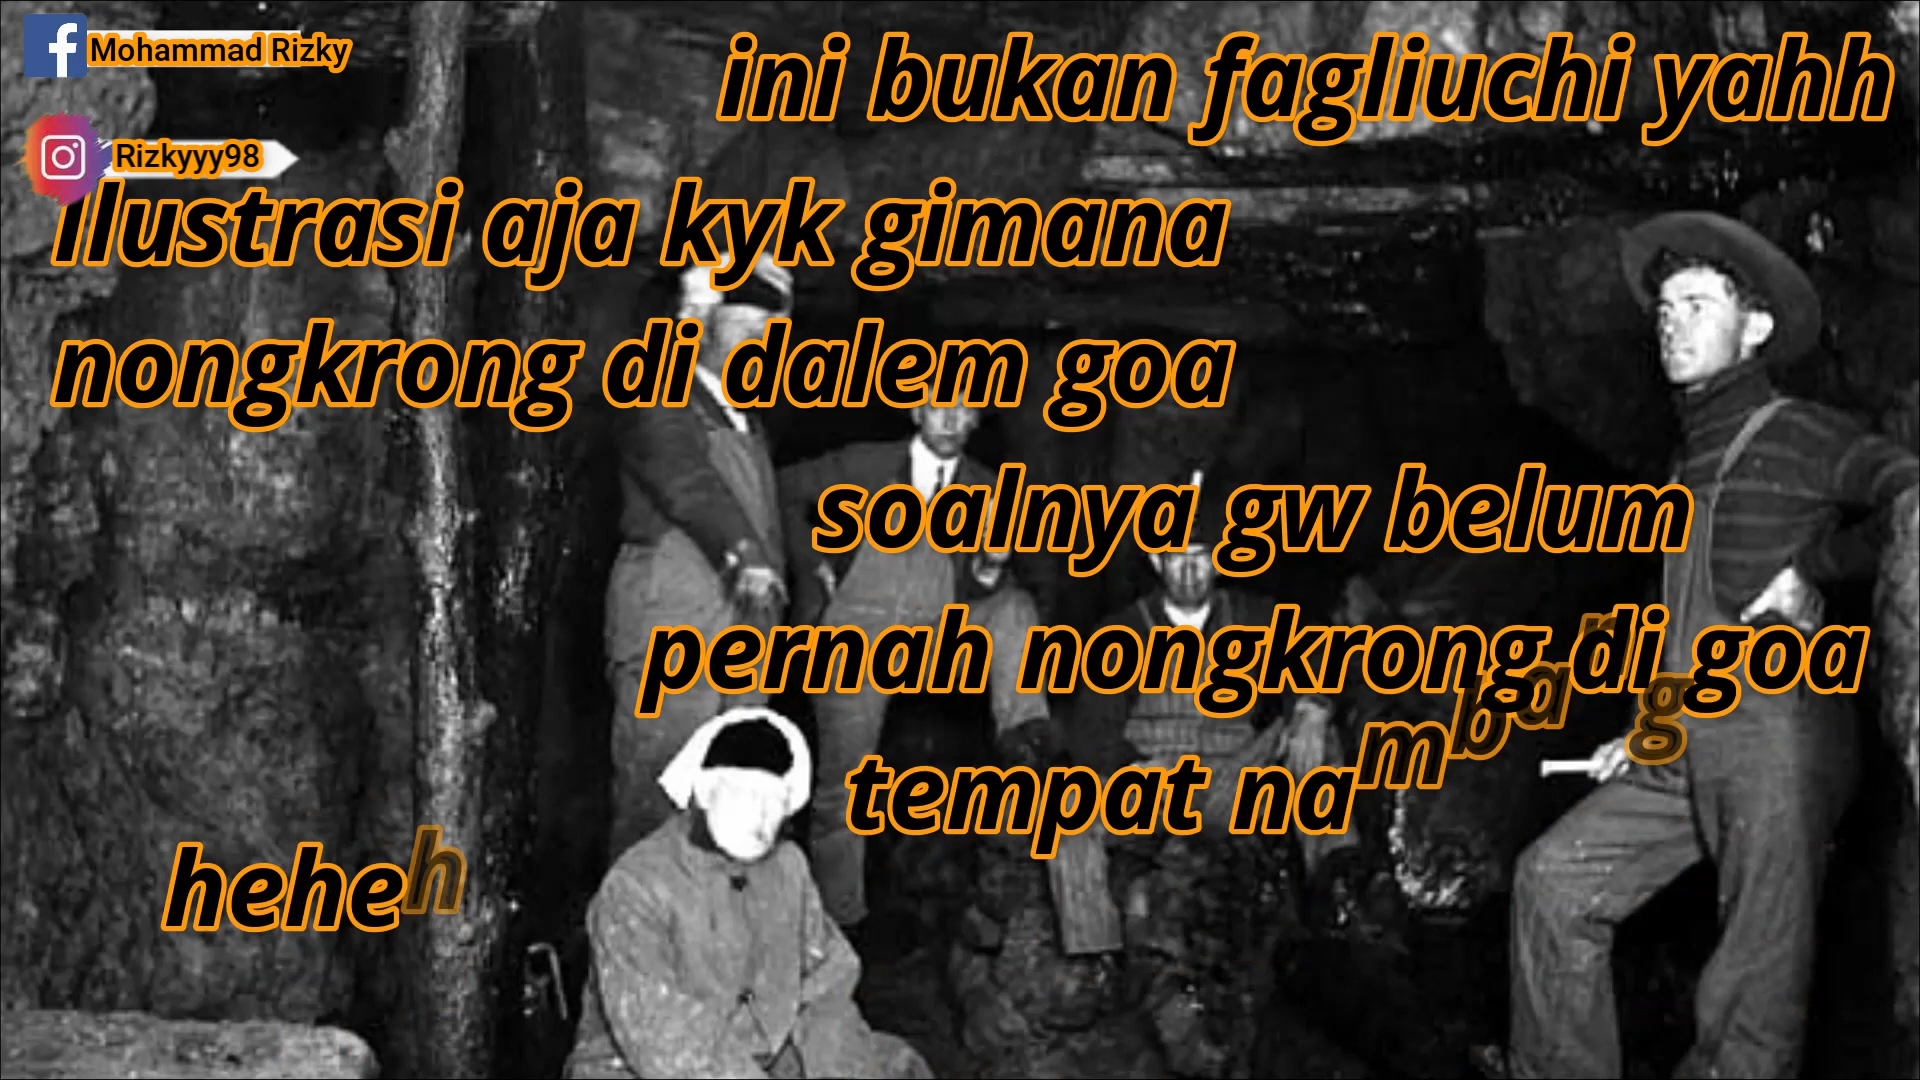 Mohammad Rizky
ini bukan fagliuchi yahh
Rizkyyy98
Ilustrasi aja kyk gimana
nongkrong di dalem goa
soalnya gw belum
pernah nongkrong di goa
tempat nambang
heheh